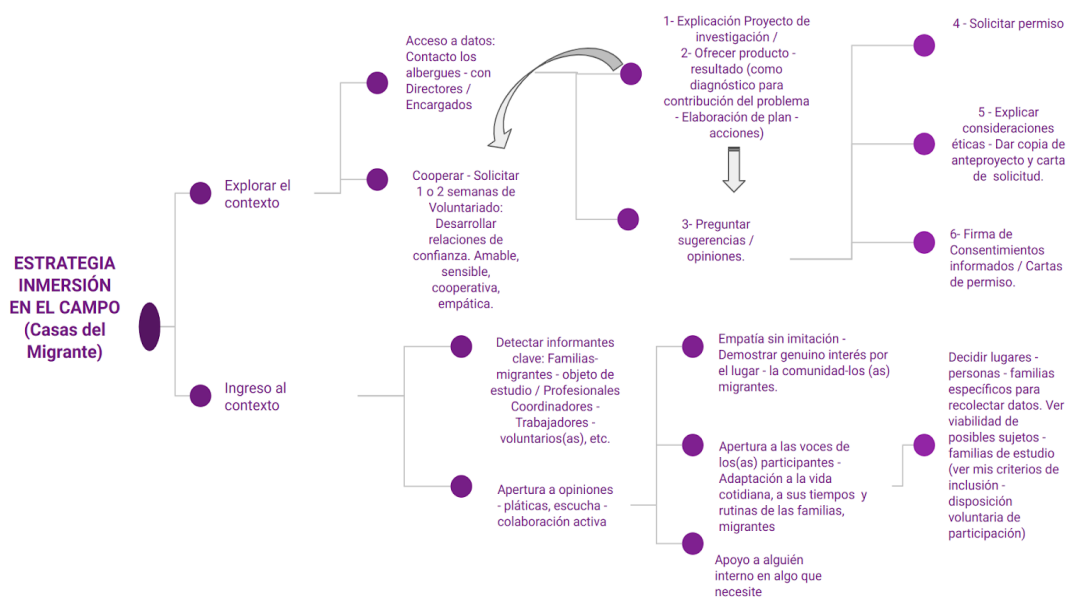 ESTRATEGIA
INMERSIÓN
EN EL CAMPO
(Casas del
Migrante)
Explorar el
contexto
Acceso a datos:
Contacto los
albergues - con
Directores /
Encargados
Cooperar - Solicitar
1 o 2 semanas de
Voluntariado:
Desarrollar
relaciones de
confianza. Amable,
sensible,
cooperativa,
empática.
1- Explicación Proyecto de
investigación /
2- Ofrecer producto -
resultado (como
diagnóstico para
contribución del problema
- Elaboración de plan -
acciones)
3- Preguntar
sugerencias /
opiniones.
4 - Solicitar permiso
5 - Explicar
consideraciones
éticas - Dar copia de
anteproyecto y carta
de solicitud.
6- Firma de
Consentimientos
informados / Cartas
de permiso.
Ingreso al
contexto
Detectar informantes
clave: Familias-
migrantes - objeto de
estudio / Profesionales
Coordinadores -
Trabajadores -
voluntarios(as), etc.
Apertura a opiniones
- pláticas, escucha -
colaboración activa
Empatía sin imitación -
Demostrar genuino interés por
el lugar - la comunidad-los (as)
migrantes.
Apertura a las voces de
los(as) participantes -
Adaptación a la vida
cotidiana, a sus tiempos y
rutinas de las familias,
migrantes
Apoyo a alguién
interno en algo que
necesite
Decidir lugares -
personas - familias
específicos para
recolectar datos. Ver
viabilidad de
posibles sujetos -
familias de estudio
(ver mis criterios de
inclusión -
disposición
voluntaria de
participación)